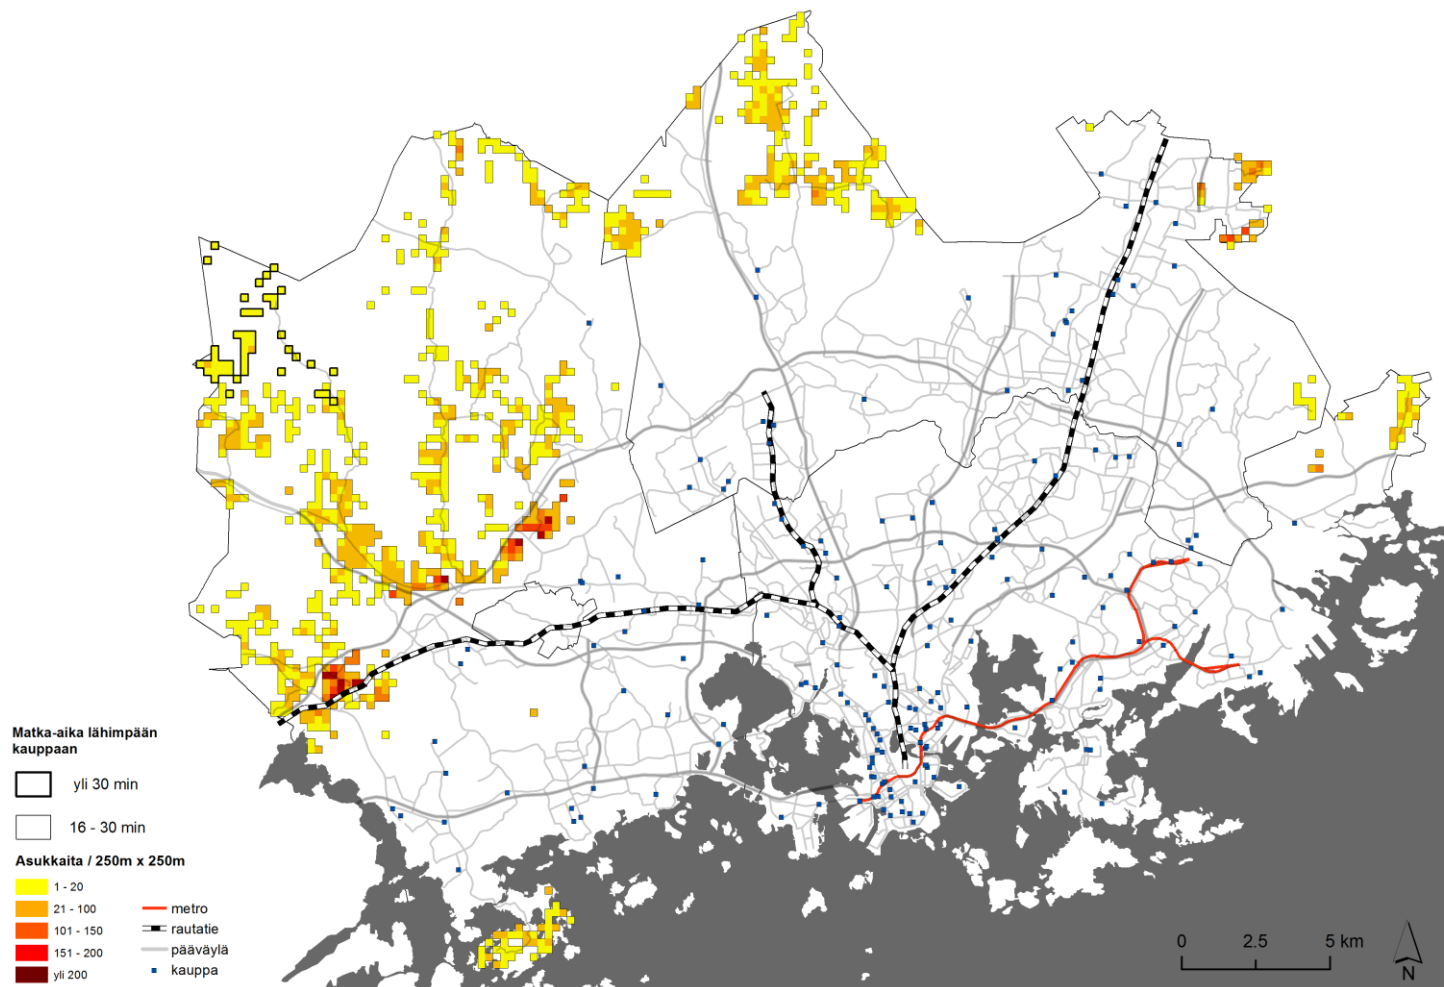 Matka-aika lähimpään
kauppaan
yli 30 min
16 - 30 min
Asukkaita / 250m x 250m
1 - 20
21 - 100
101 - 150
151 - 200
yli 200
metro
rautatie
pääväylä
kauppa
0 2.5 5 km
N